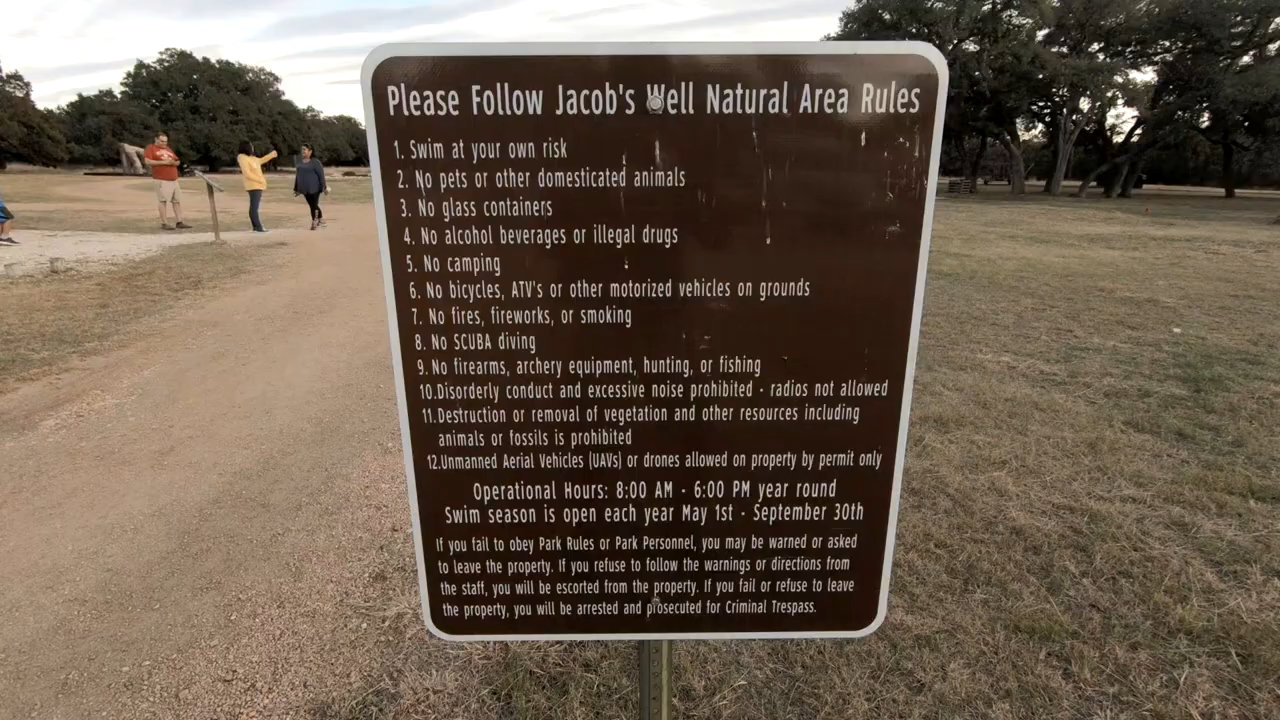 Please Follow Jacob's Well Natural Area Rules
1. Swim at your own risk
2. No pets or other domesticated animals
3. No glass containers
4. No alcohol beverages or illegal drugs
5. No camping
6. No bicycles, ATV's or other motorized vehicles on grounds
7. No fires, fireworks, or smoking
8. No SCUBA diving
9. No firearms, archery equipment, hunting, or fishing
10.Disorderly conduct and excessive noise prohibited - radios not allowed
11.Destruction or removal of vegetation and other resources including
animals or fossils is prohibited
12.Unmanned Aerial Vehicles (UAVs) or drones allowed on property by permit only
Operational Hours: 8:00 AM - 6:00 PM year round
Swim season is open each year May 1st - September 30th
If you fail to obey Park Rules or Park Personnel, you may be warned or asked
to leave the property. If you refuse to follow the warnings or directions from
the staff, you will be escorted from the property. If you fail or refuse to leave
the property, you will be arrested and prosecuted for Criminal Trespass.